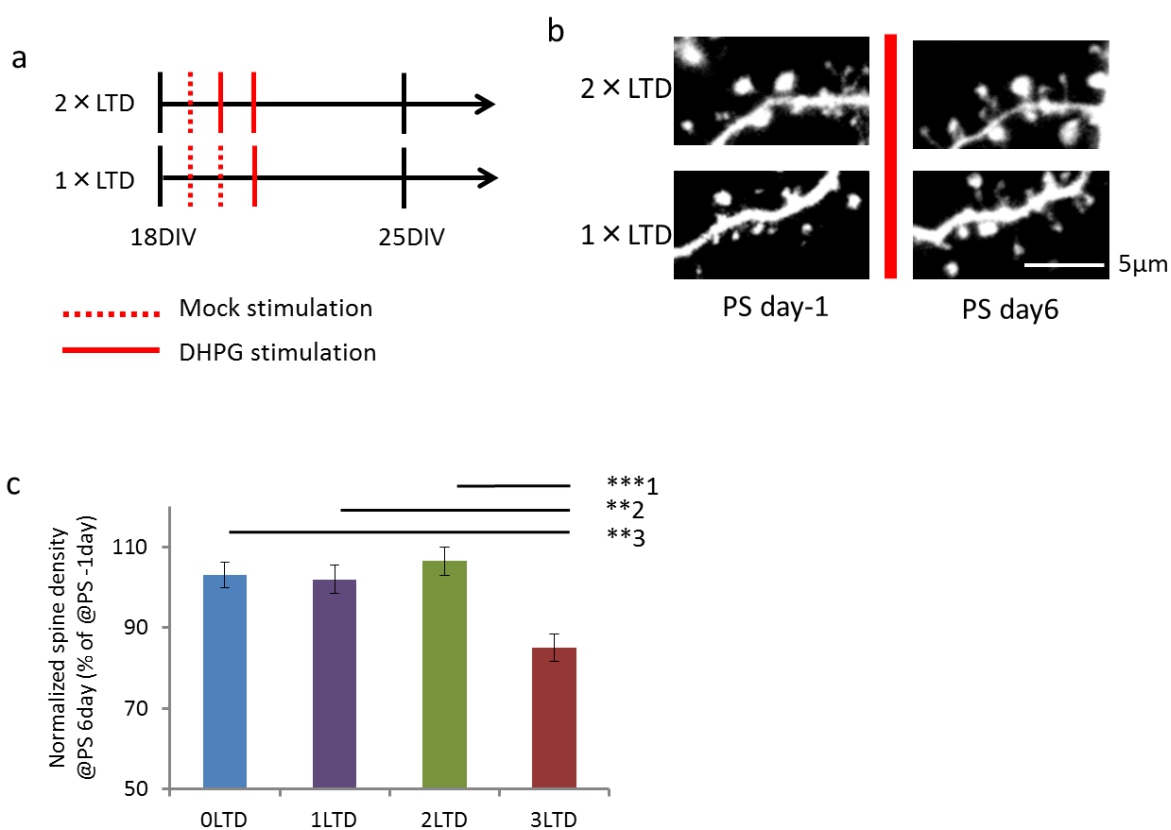 a
2 × LTD
1 × LTD
18DIV
25DIV
Mock stimulation
DHPG stimulation
b
2 × LTD
1 × LTD
5μm
PS day-1
PS day6
c
***1
**2
**3
Normalized spine density
@PS 6day (% of @PS -1day)
110
90
70
50
0LTD
1LTD
2LTD
3LTD